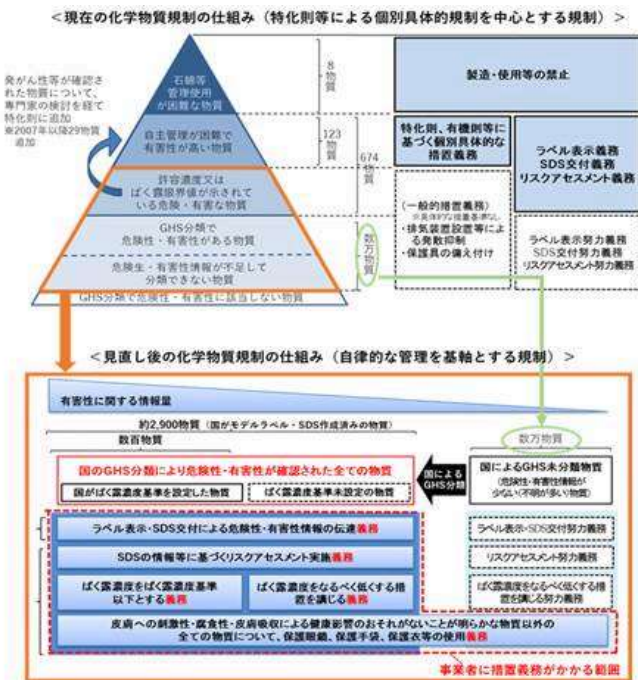 ＜現在の化学物質規制の仕組み（特化則等による個別具体的規制を中心とする規制）＞
発がん性等が確認された物質について、専門家の検討を経て特化則に追加
※2007年以降29物質追加
石綿等
管理使用
が困難な物質
自主管理が困難で
有害性が高い物質
許容濃度又は
ばく露限界値が示されて
いる危険・有害な物質
GHS分類で
危険性・有害性がある物質
危険生・有害性情報が不足して
分類できない物質
GHS分類で危険性・有害性に該当しない物質
8物質
123物質
674物質
数万物質
製造・使用等の禁止
特化則、有機則等に
基づく個別具体的な
措置義務
（一般的措置義務）
※具体的な措置基準なし
・排気装置設置等による発散抑制
・保護具の備え付け
ラベル表示義務
SDS交付義務
リスクアセスメント義務
ラベル表示努力義務
SDS交付努力義務
リスクアセスメント努力義務
＜見直し後の化学物質規制の仕組み（自律的な管理を基軸とする規制）＞
有害性に関する情報量
約2,900物質（国がモデルラベル・SDS作成済みの物質）
数百物質
数万物質
国のGHS分類により危険性・有害性が確認された全ての物質
国がばく露濃度基準を設定した物質
ばく露濃度基準未設定の物質
国による
GHS分類
国によるGHS未分類物質
（危険性・有害性情報が
少ない（不明が多い）物質）
ラベル表示・SDS交付による危険性・有害性情報の伝達義務
ラベル表示・SDS交付努力義務
SDSの情報等に基づくリスクアセスメント実施義務
リスクアセスメント努力義務
ばく露濃度をばく露濃度基準
以下とする義務
ばく露濃度をなるべく低くする措
置を講じる義務
ばく露濃度をなるべく低くする措
置を講じる努力義務
皮膚への刺激性・腐食性・皮膚吸収による健康影響のおそれがないことが明らかな物質以外の
全ての物質について、保護眼鏡、保護手袋、保護衣等の使用義務
事業者に措置義務がかかる範囲